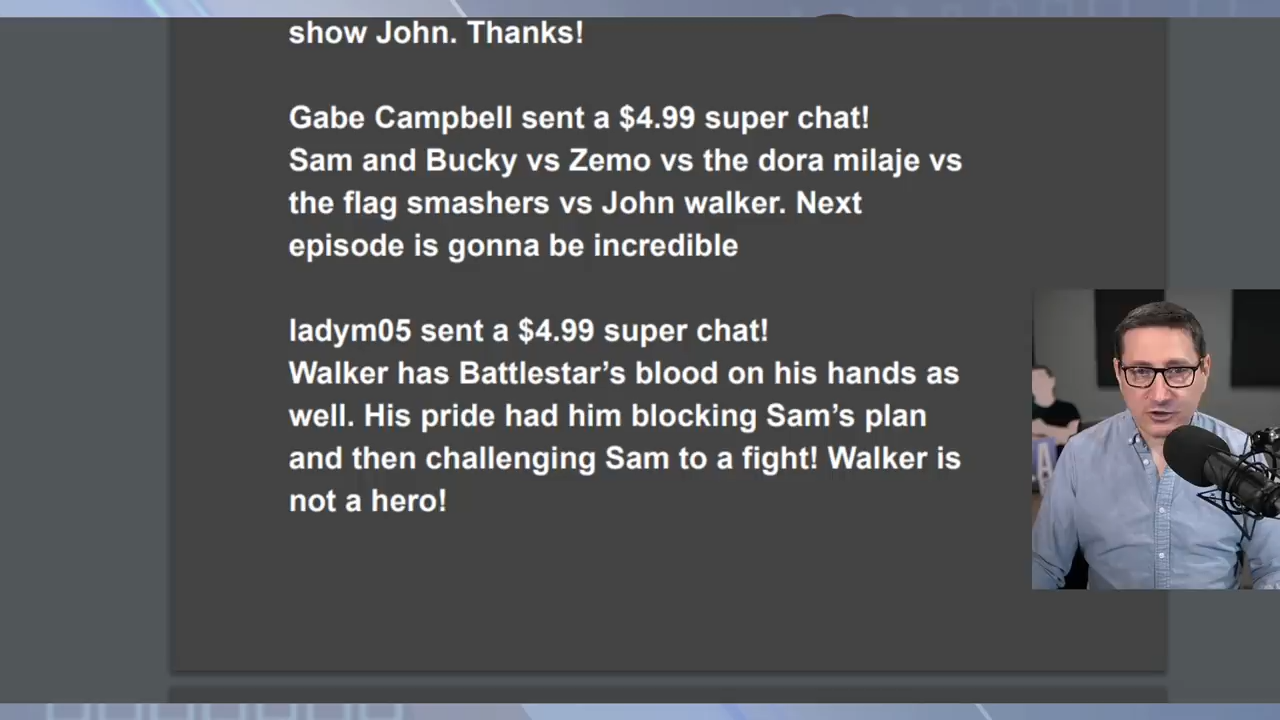 show John. Thanks!
Gabe Campbell sent a $4.99 super chat!
Sam and Bucky vs Zemo vs the dora milaje vs
the flag smashers vs John walker. Next
episode is gonna be incredible
ladym05 sent a $4.99 super chat!
Walker has Battlestar’s blood on his hands as
well. His pride had him blocking Sam’s plan
and then challenging Sam to a fight! Walker is
not a hero!